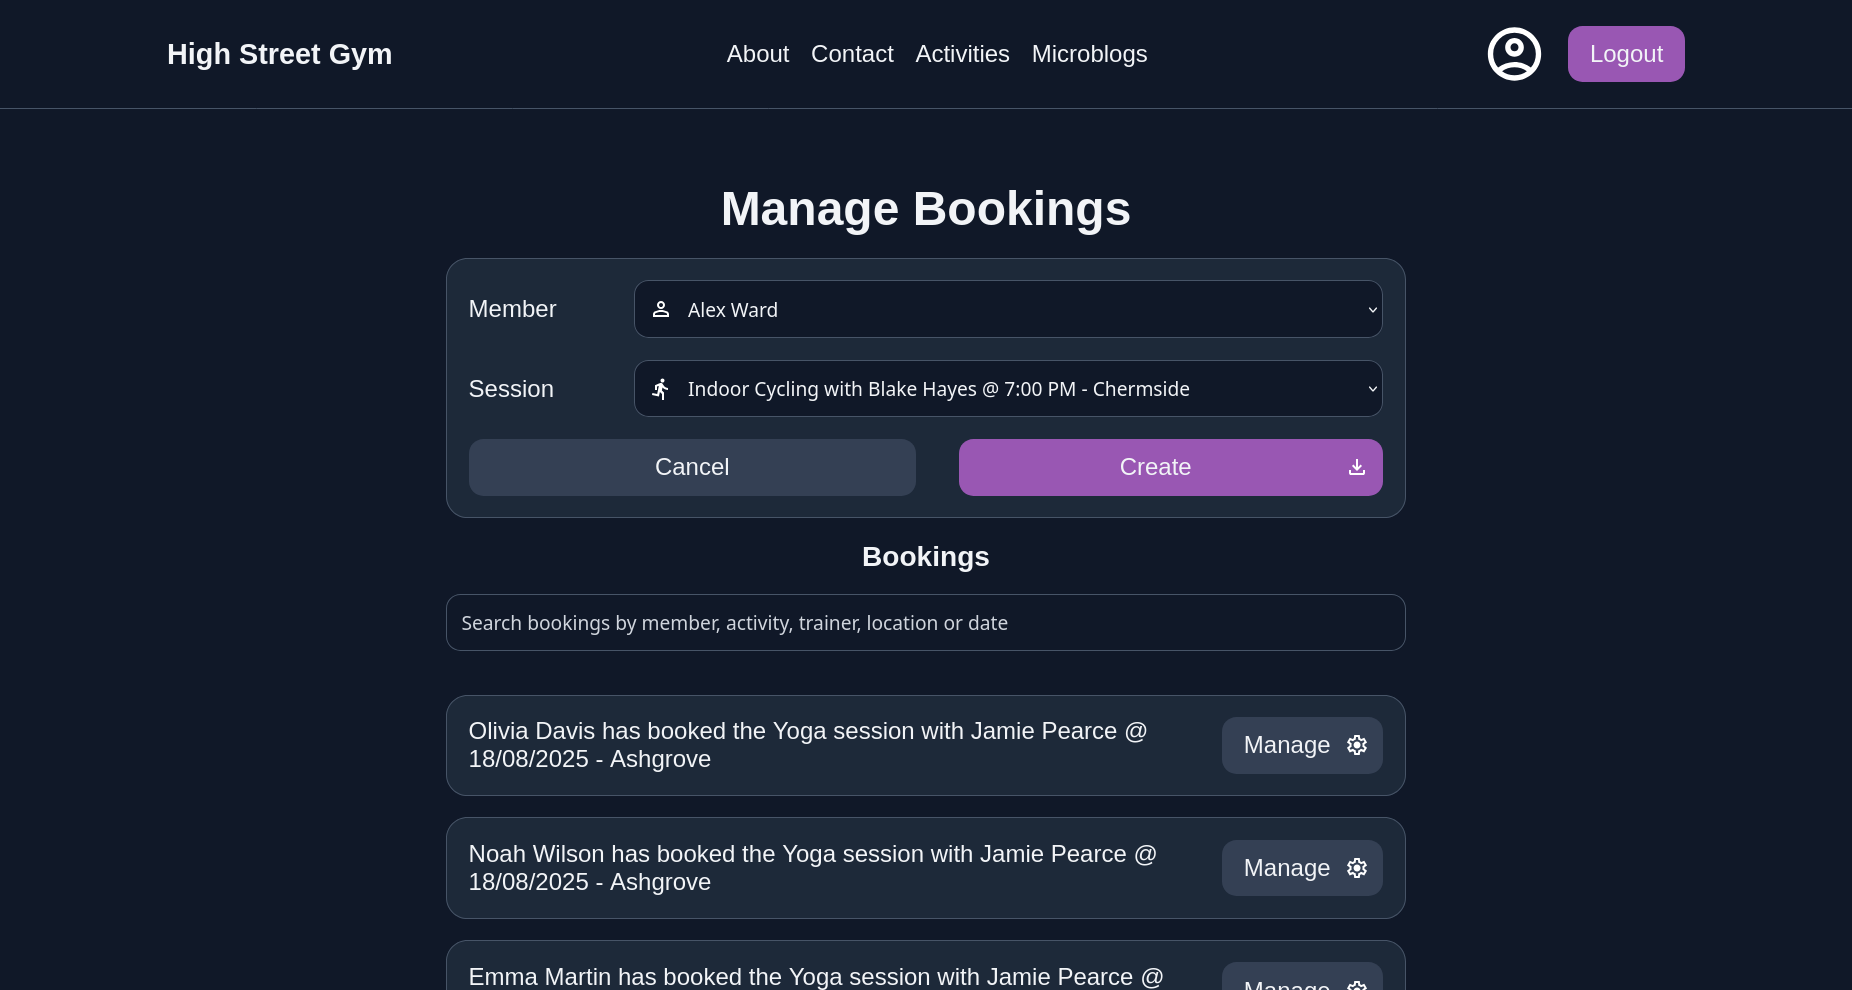 High Street Gym
About Contact Activities Microblogs
Logout
Manage Bookings
Member
Alex Ward
Session
Indoor Cycling with Blake Hayes @ 7:00 PM - Chermside
Cancel
Create
Bookings
Search bookings by member, activity, trainer, location or date
Olivia Davis has booked the Yoga session with Jamie Pearce @
18/08/2025 - Ashgrove
Manage
Noah Wilson has booked the Yoga session with Jamie Pearce @
18/08/2025 - Ashgrove
Manage
Emma Martin has booked the Yoga session with Jamie Pearce @
Manage